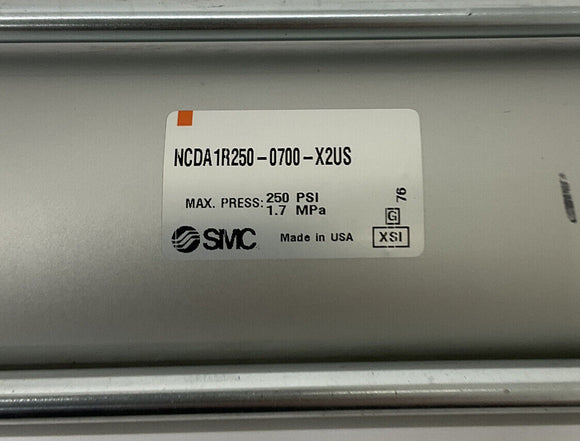 NCDA1R250-0700-X2US
MAX. PRESS: 250 PSI
1.7 MPa
76
G
SMC Made in USA XSI